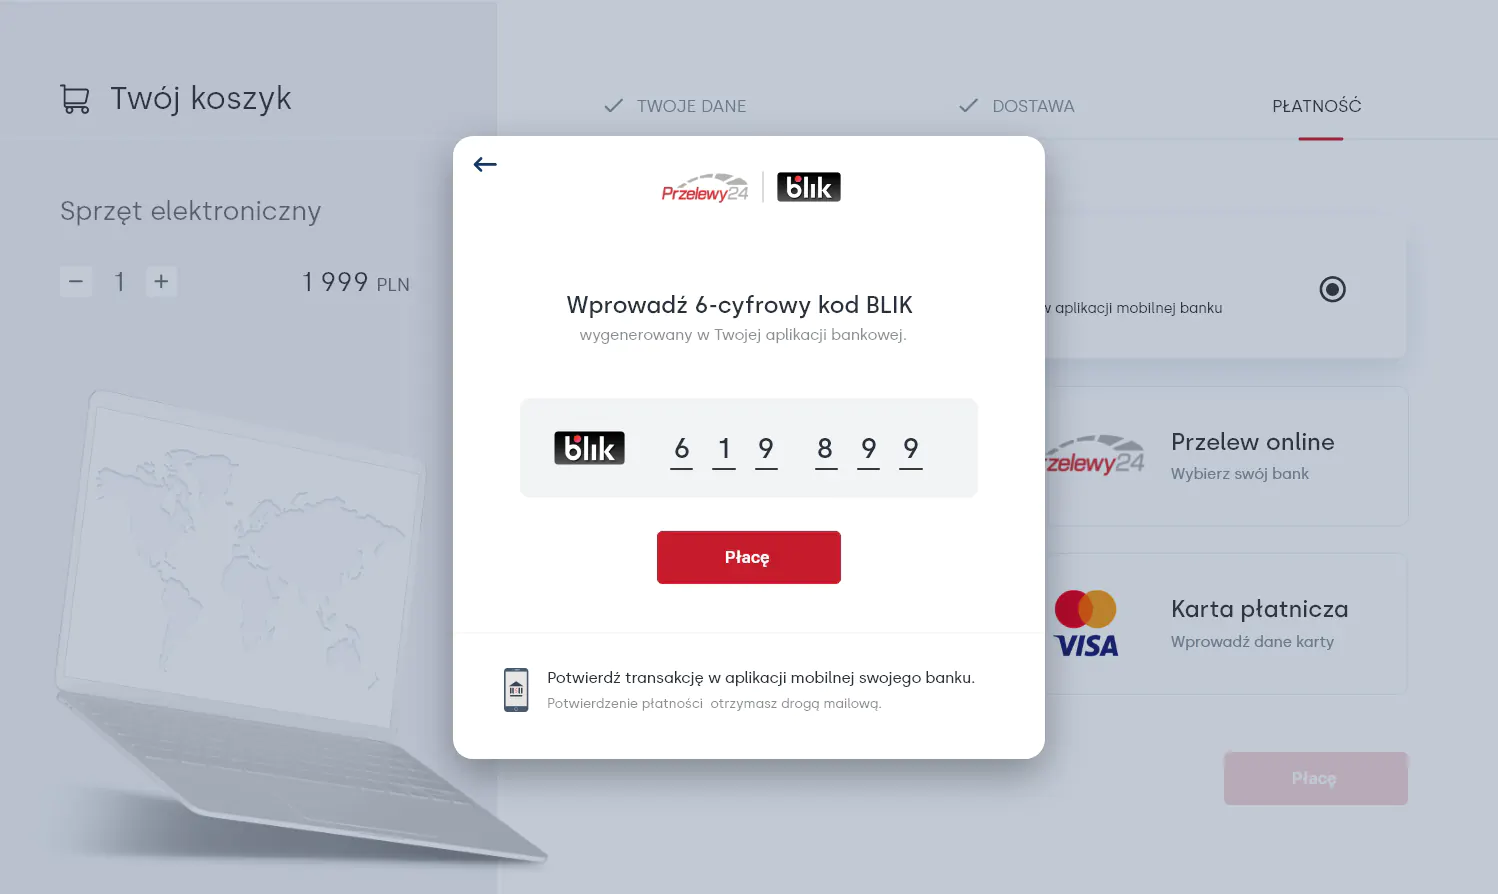 Twój koszyk
TWOJE DANE
DOSTAWA
PŁATNOŚĆ
Sprzęt elektroniczny
1
1 999 PLN
Przelewy24
blik
Wprowadź 6-cyfrowy kod BLIK
wygenerowany w Twojej aplikacji bankowej.
blik 6 1 9 8 9 9
Płacę
Potwierdź transakcję w aplikacji mobilnej swojego banku.
Potwierdzenie płatności otrzymasz drogą mailową.
w aplikacji mobilnej banku
rzelewy24
Przelew online
Wybierz swój bank
VISA
Karta płatnicza
Wprowadź dane karty
Płacę